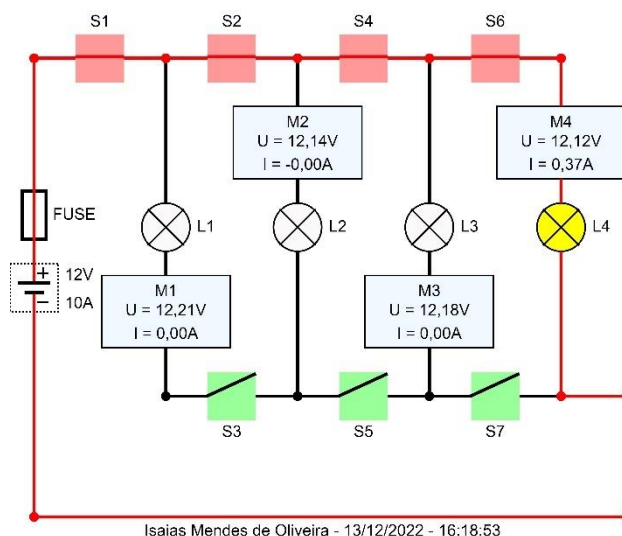 S1
S2
S4
S6
M2
U = 12,14V
I = -0,00A
M4
U = 12,12V
I = 0,37A
FUSE
L1
L2
L3
L4
+ 12V
− 10A
M1
U = 12,21V
I = 0,00A
M3
U = 12,18V
I = 0,00A
S3
S5
S7
Isaias Mendes de Oliveira - 13/12/2022 - 16:18:53